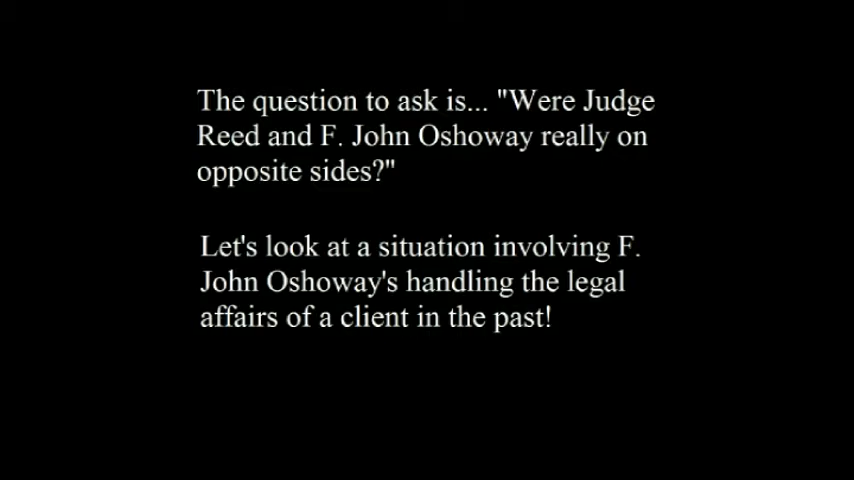 The question to ask is... "Were Judge
Reed and F. John Oshoway really on
opposite sides?"
Let's look at a situation involving F.
John Oshoway's handling the legal
affairs of a client in the past!